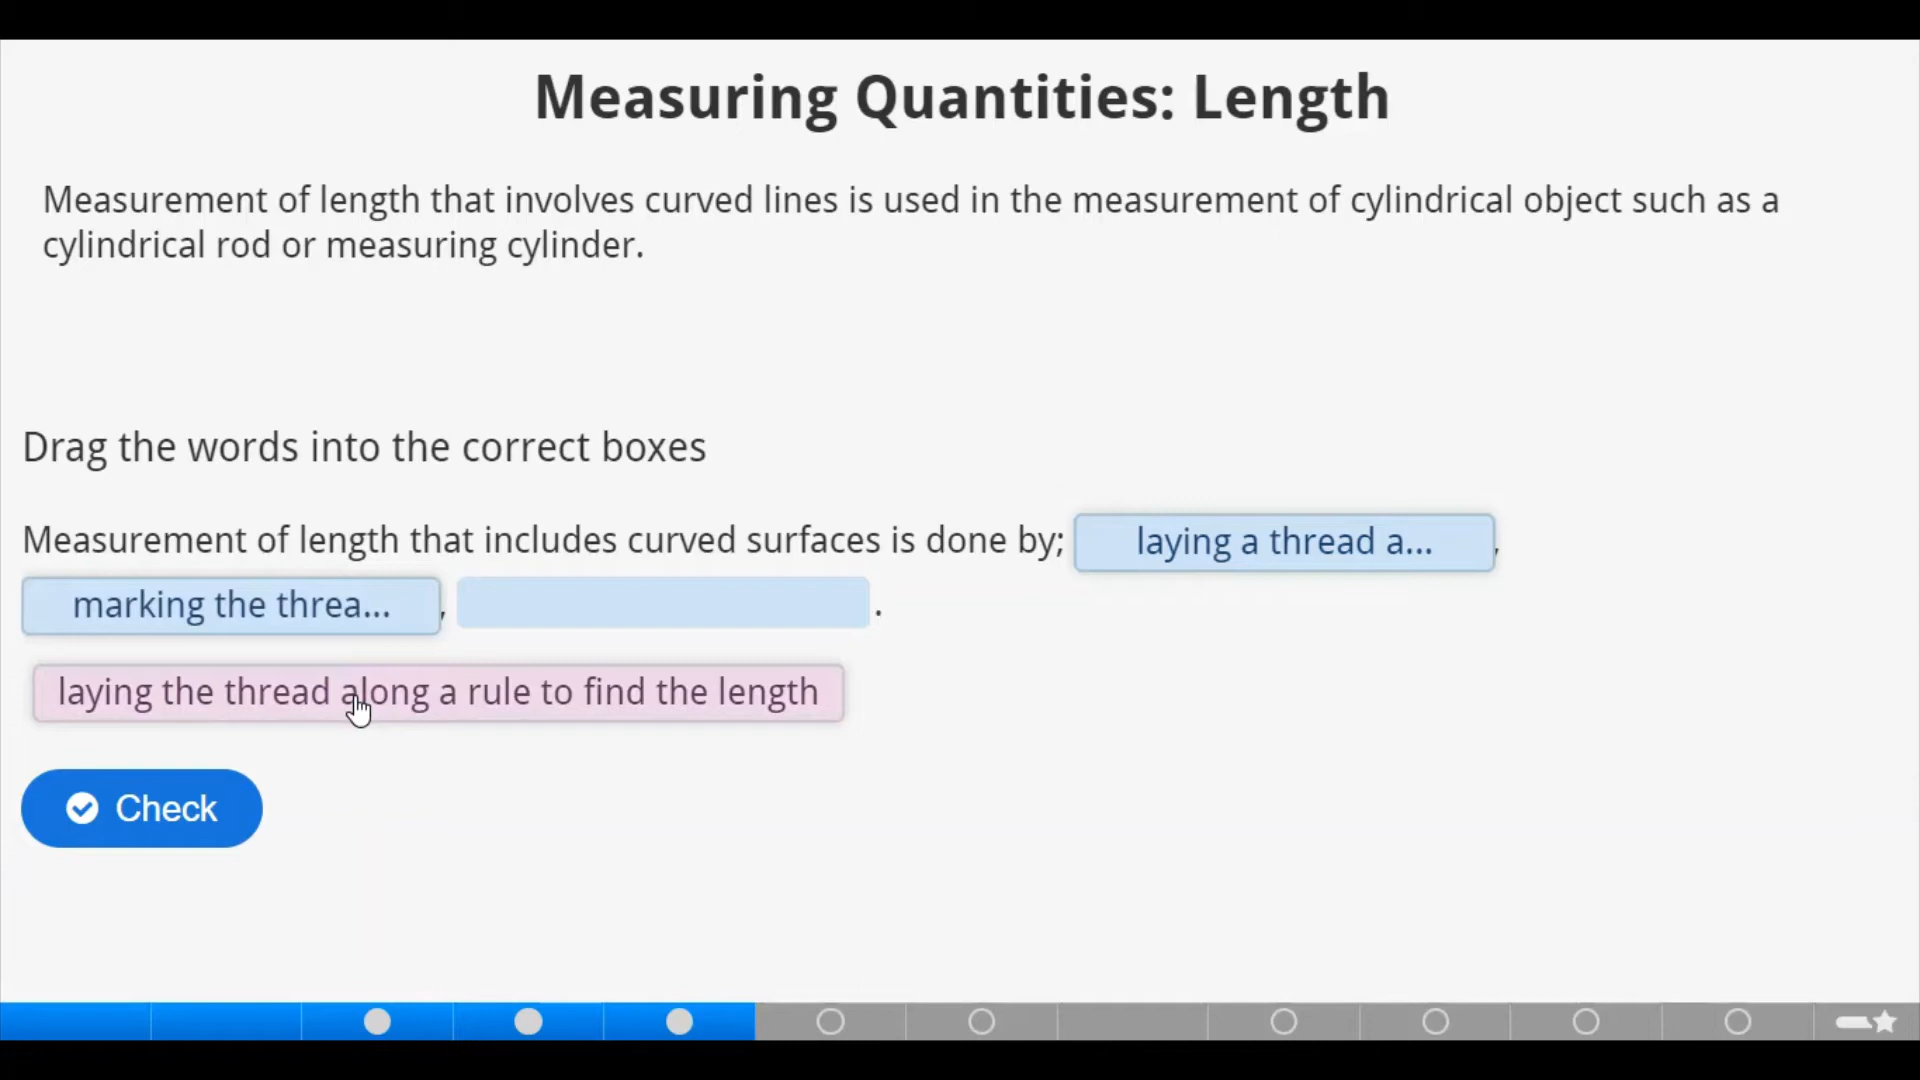 Measuring Quantities: Length
Measurement of length that involves curved lines is used in the measurement of cylindrical object such as a
cylindrical rod or measuring cylinder.
Drag the words into the correct boxes
Measurement of length that includes curved surfaces is done by; laying a thread a... ,
marking the threa... , .
laying the thread along a rule to find the length
Check